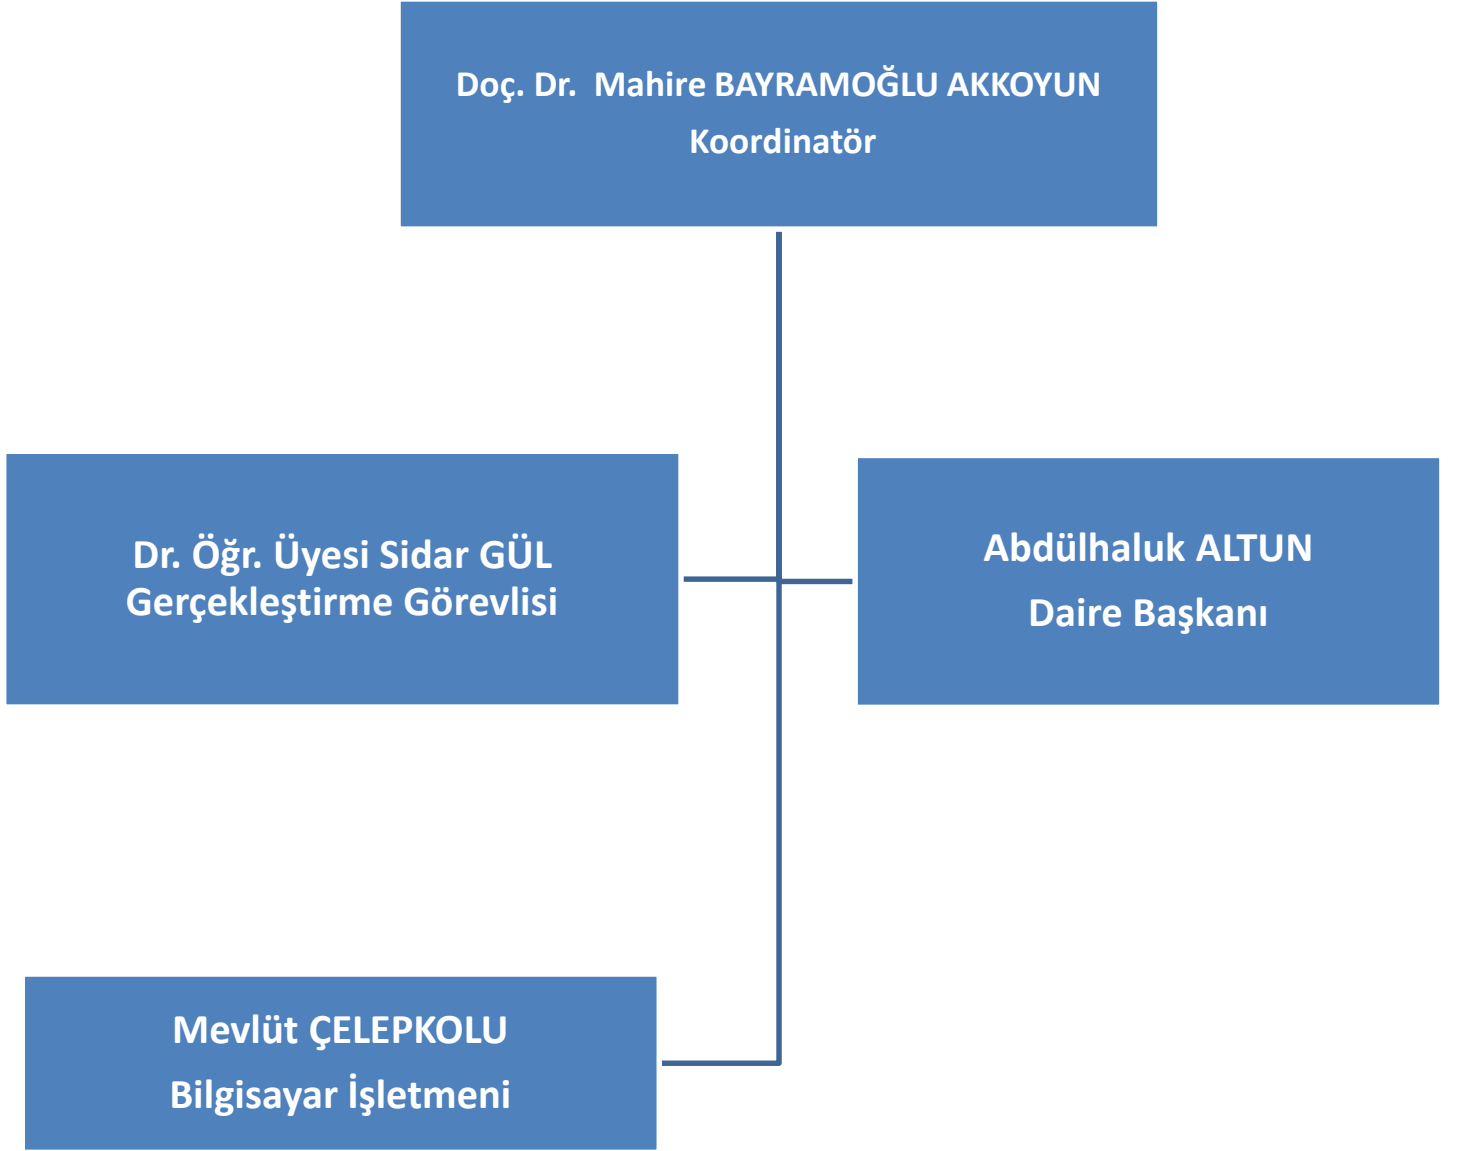 Doç. Dr.  Mahire BAYRAMOĞLU AKKOYUN
Koordinatör
Dr. Öğr. Üyesi Sidar GÜL
Gerçekleştirme Görevlisi
Abdülhaluk ALTUN
Daire Başkanı
Mevlüt ÇELEPKOLU
Bilgisayar İşletmeni